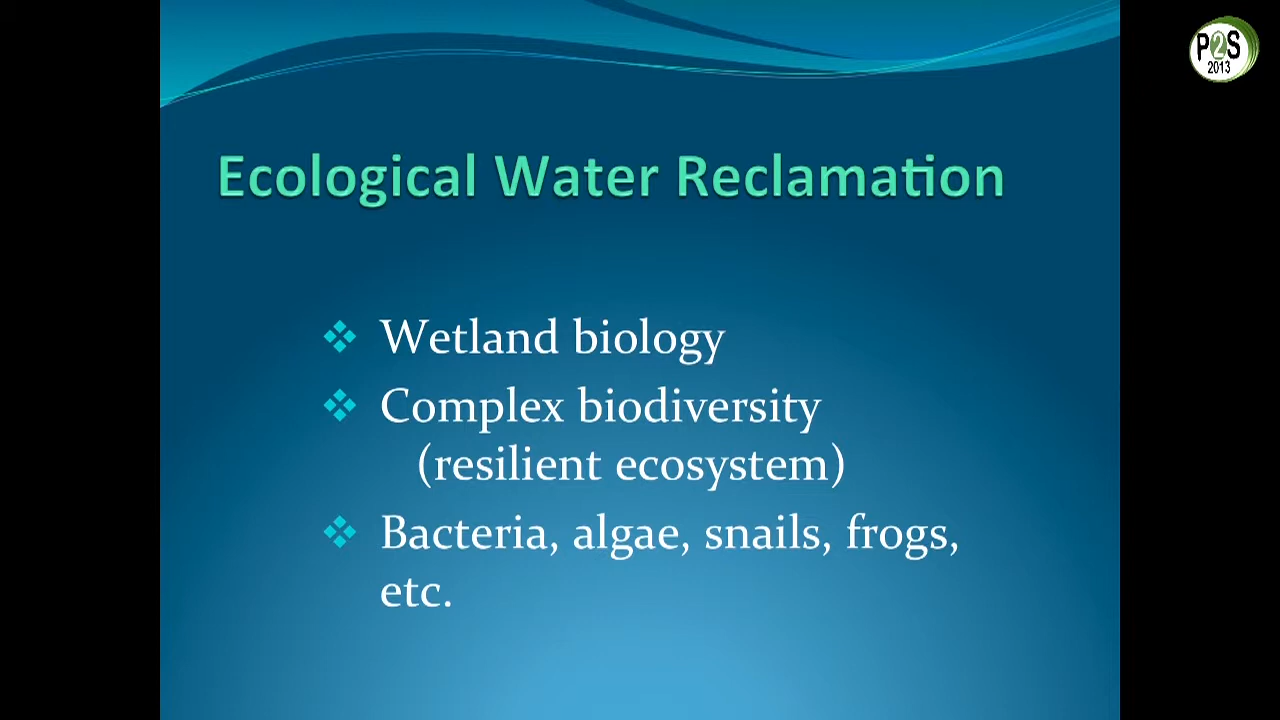 P2S
2013
Ecological Water Reclamation
Wetland biology
Complex biodiversity
(resilient ecosystem)
Bacteria, algae, snails, frogs,
etc.